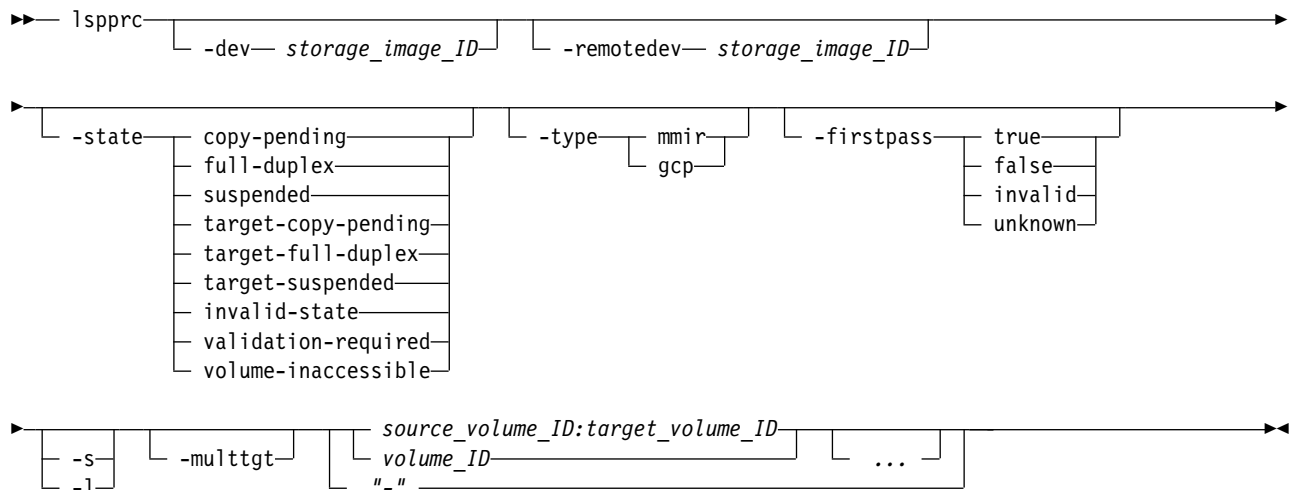 lspprc
-dev storage_image_ID -remotedev storage_image_ID
-state copy-pending -type mmir -firstpass true
full-duplex gcp false
suspended invalid
target-copy-pending unknown
target-full-duplex
target-suspended
invalid-state
validation-required
volume-inaccessible
source_volume_ID:target_volume_ID
-s -multtgt volume_ID ...
-l "-"